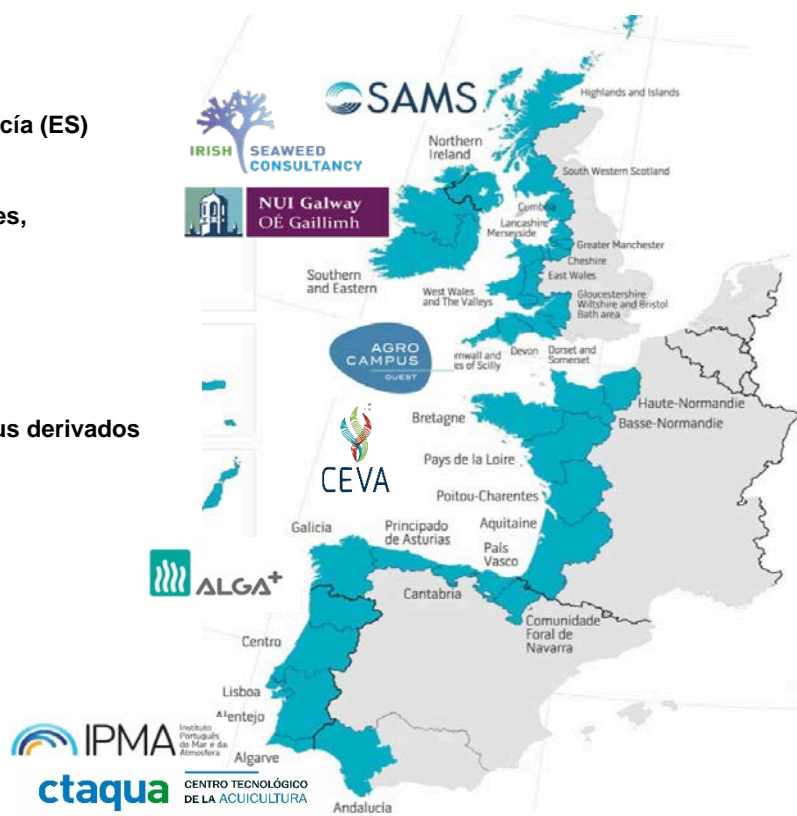 SAMS
Highlands and Islands
cía (ES)
IRISH SEAWEED
CONSULTANCY
Northern
Ireland
South Western Scotland
NUI Galway
OÉ Gaillimh
es,
Cumbria
Lancashire
Merseyside
Greater Manchester
Cheshire
East Wales
Southern
and Eastern
West Wales
and The Valleys
Gloucestershire
Wiltshire and Bristol
Bath area
AGRO
CAMPUS
OUEST
rnwall and
es of Scilly
Devon
Dorset and
Somerset
Haute-Normandie
Basse-Normandie
Bretagne
us derivados
CEVA
Pays de la Loire
Poitou-Charentes
Galicia
Principado
de Asturias
Aquitaine
País
Vasco
ALGA+
Cantabria
Comunidade
Foral de
Navarra
Centro
Lisboa
Alentejo
IPMA
Instituto
Português
do Mar e da
Atmosfera
Algarve
ctaqua
CENTRO TECNOLÓGICO
DE LA ACUICULTURA
Andalucía